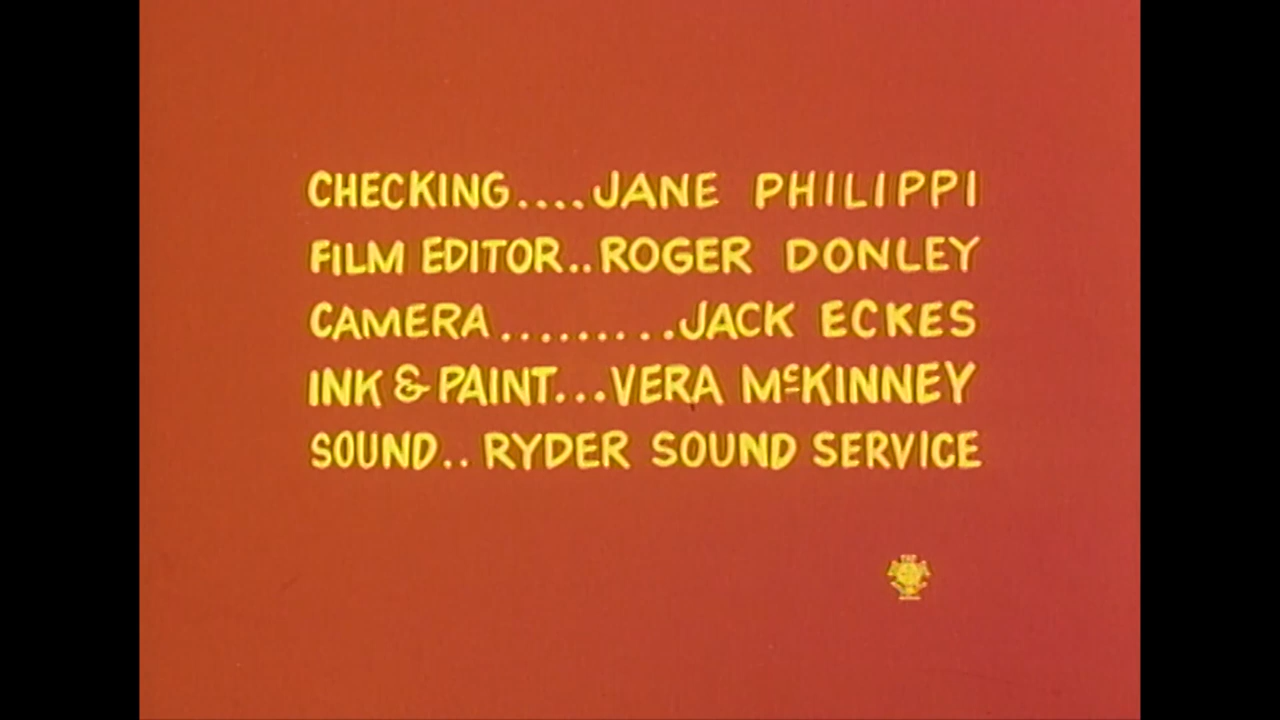 CHECKING....JANE PHILIPPI
FILM EDITOR..ROGER DONLEY
CAMERA.........JACK ECKES
INK & PAINT...VERA McKINNEY
SOUND..RYDER SOUND SERVICE